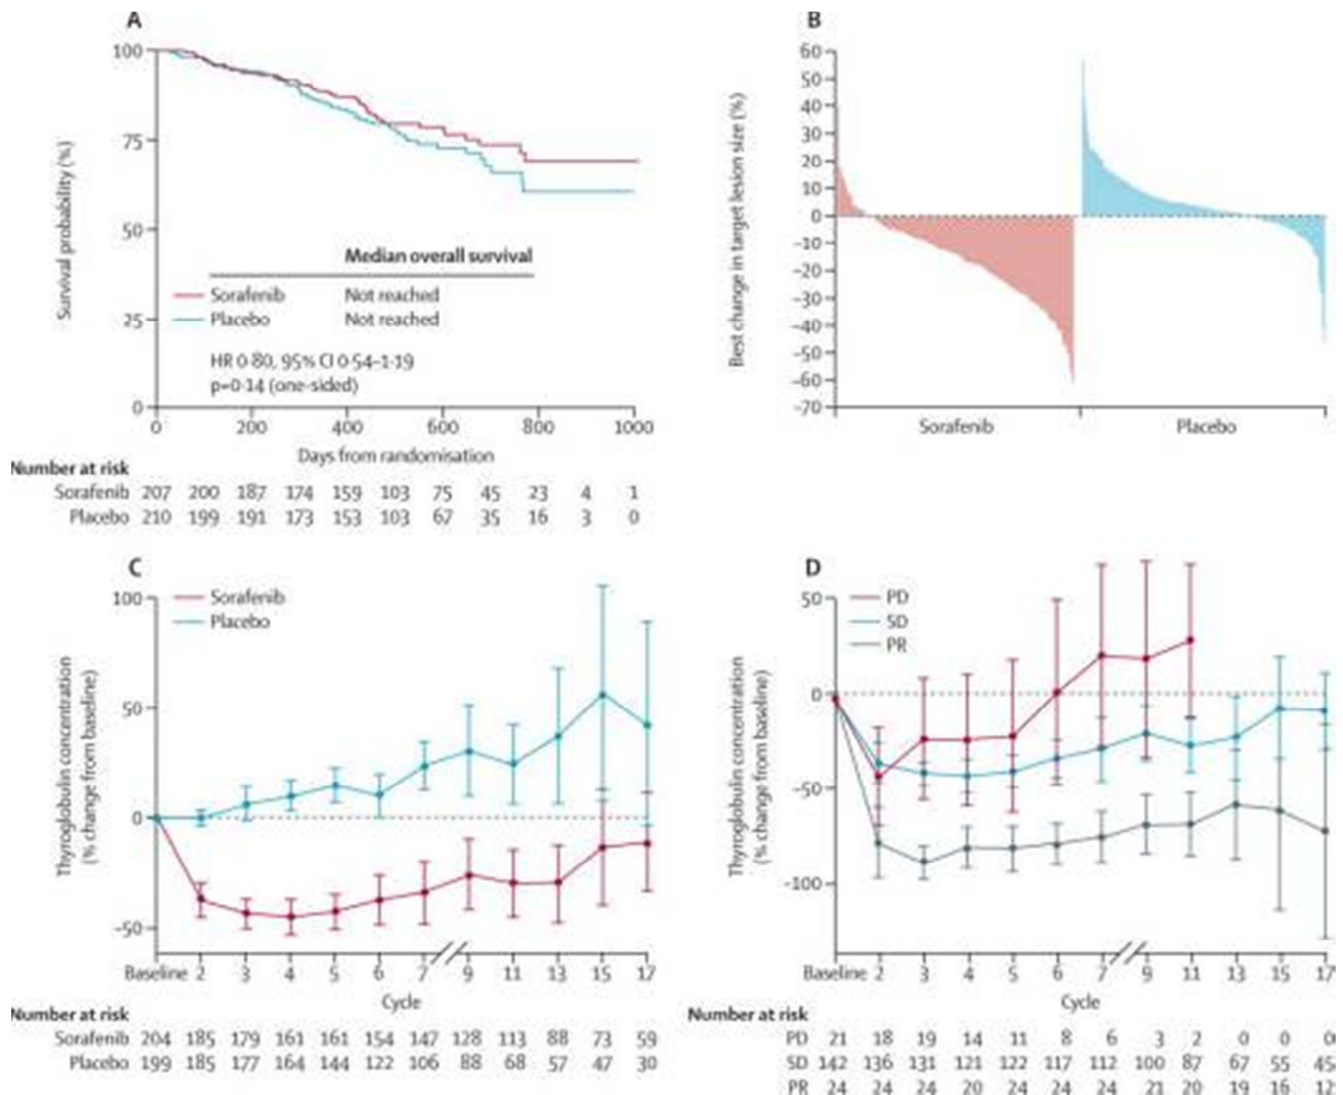 A
100
75
50
25
0
Survival probability (%)
Median overall survival
Sorafenib Not reached
Placebo Not reached
HR 0·80, 95% CI 0·54–1·19
p=0·14 (one-sided)
0 200 400 600 800 1000
Days from randomisation
Number at risk
Sorafenib 207 200 187 174 159 103 75 45 23 4 1
Placebo 210 199 191 173 153 103 67 35 16 3 0
B
60
50
40
30
20
10
0
-10
-20
-30
-40
-50
-60
-70
Best change in target lesion size (%)
Sorafenib Placebo
C
100
50
0
-50
Thyroglobulin concentration
(% change from baseline)
Sorafenib
Placebo
Baseline 2 3 4 5 6 7 9 11 13 15 17
Cycle
Number at risk
Sorafenib 204 185 179 161 161 154 147 128 113 88 73 59
Placebo 199 185 177 164 144 122 106 88 68 57 47 30
D
50
0
-50
-100
Thyroglobulin concentration
(% change from baseline)
PD
SD
PR
Baseline 2 3 4 5 6 7 9 11 13 15 17
Cycle
Number at risk
PD 21 18 19 14 11 8 6 3 2 0 0 0
SD 142 136 131 121 122 117 112 100 87 67 55 45
PR 24 24 24 20 24 24 24 21 20 19 16 12